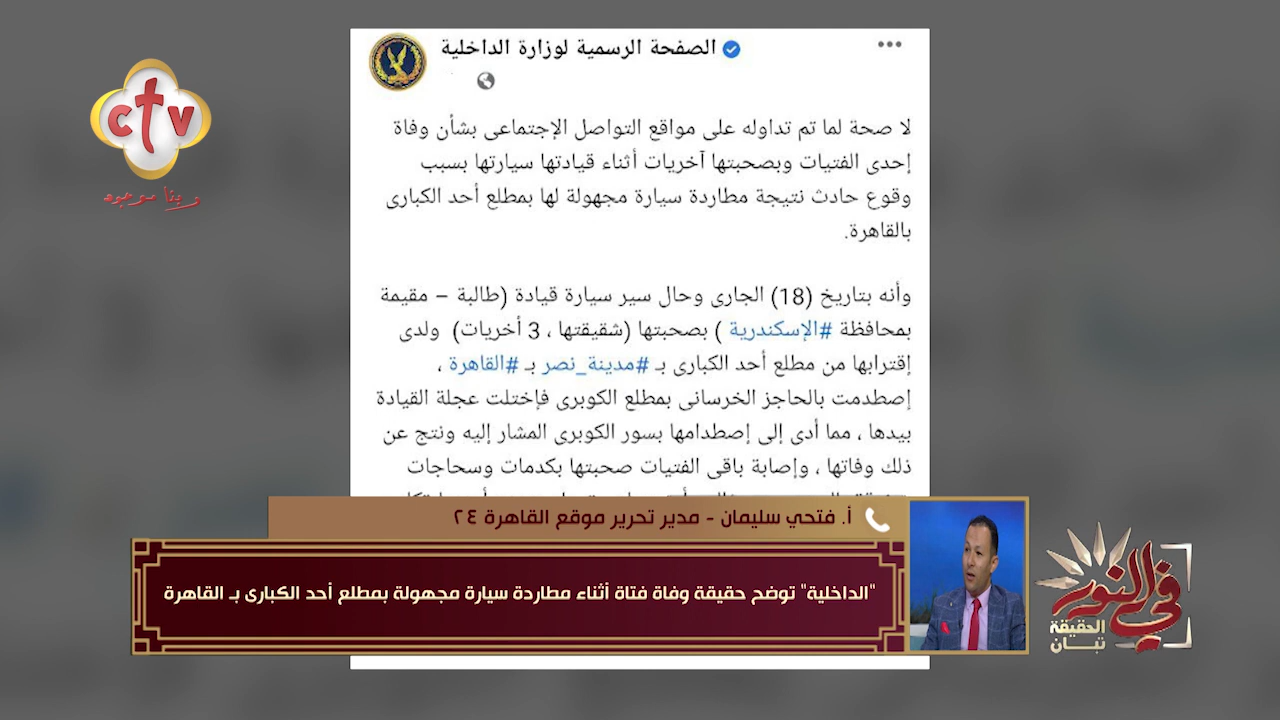 الصفحة الرسمية لوزارة الداخلية
لا صحة لما تم تداوله على مواقع التواصل الإجتماعى بشأن وفاة
إحدى الفتيات وبصحبتها آخريات أثناء قيادتها سيارتها بسبب
وقوع حادث نتيجة مطاردة سيارة مجهولة لها بمطلع أحد الكبارى
بالقاهرة.
وأنه بتاريخ (18) الجارى وحال سير سيارة قيادة (طالبة – مقيمة
بمحافظة #الإسكندرية ) بصحبتها (شقيقتها ، 3 أخريات) ولدى
إقترابها من مطلع أحد الكبارى بـ #مدينة_نصر بـ #القاهرة ،
إصطدمت بالحاجز الخرسانى بمطلع الكوبرى فإختلت عجلة القيادة
بيدها ، مما أدى إلى إصطدامها بسور الكوبرى المشار إليه ونتج عن
ذلك وفاتها ، وإصابة باقى الفتيات صحبتها بكدمات وسحاجات
أ. فتحي سليمان - مدير تحرير موقع القاهرة ٢٤
"الداخلية" توضح حقيقة وفاة فتاة أثناء مطاردة سيارة مجهولة بمطلع أحد الكبارى بـ القاهرة
ctv
وبنا موجود
في النور
الحقيقة
تبان